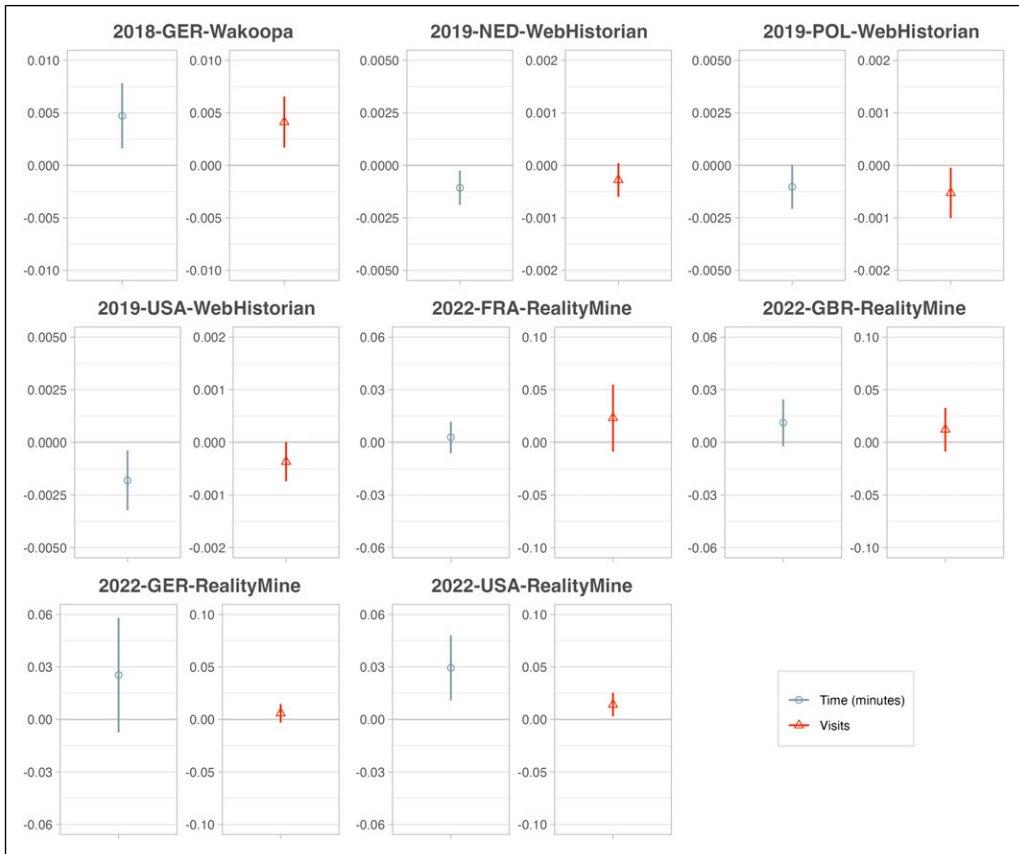 2018-GER-Wakoopa 2019-NED-WebHistorian 2019-POL-WebHistorian
0.010 0.010 0.0050 0.002 0.0050 0.002
0.005 0.005 0.0025 0.001 0.0025 0.001
0.000 0.000 0.0000 0.000 0.0000 0.000
-0.005 -0.005 -0.0025 -0.001 -0.0025 -0.001
-0.010 -0.010 -0.0050 -0.002 -0.0050 -0.002
2019-USA-WebHistorian 2022-FRA-RealityMine 2022-GBR-RealityMine
0.0050 0.002 0.06 0.10 0.06 0.10
0.0025 0.001 0.03 0.05 0.03 0.05
0.0000 0.000 0.00 0.00 0.00 0.00
-0.0025 -0.001 -0.03 -0.05 -0.03 -0.05
-0.0050 -0.002 -0.06 -0.10 -0.06 -0.10
2022-GER-RealityMine 2022-USA-RealityMine
0.06 0.10 0.06 0.10
0.03 0.05 0.03 0.05
0.00 0.00 0.00 0.00
-0.03 -0.05 -0.03 -0.05
-0.06 -0.10 -0.06 -0.10
Time (minutes)
Visits